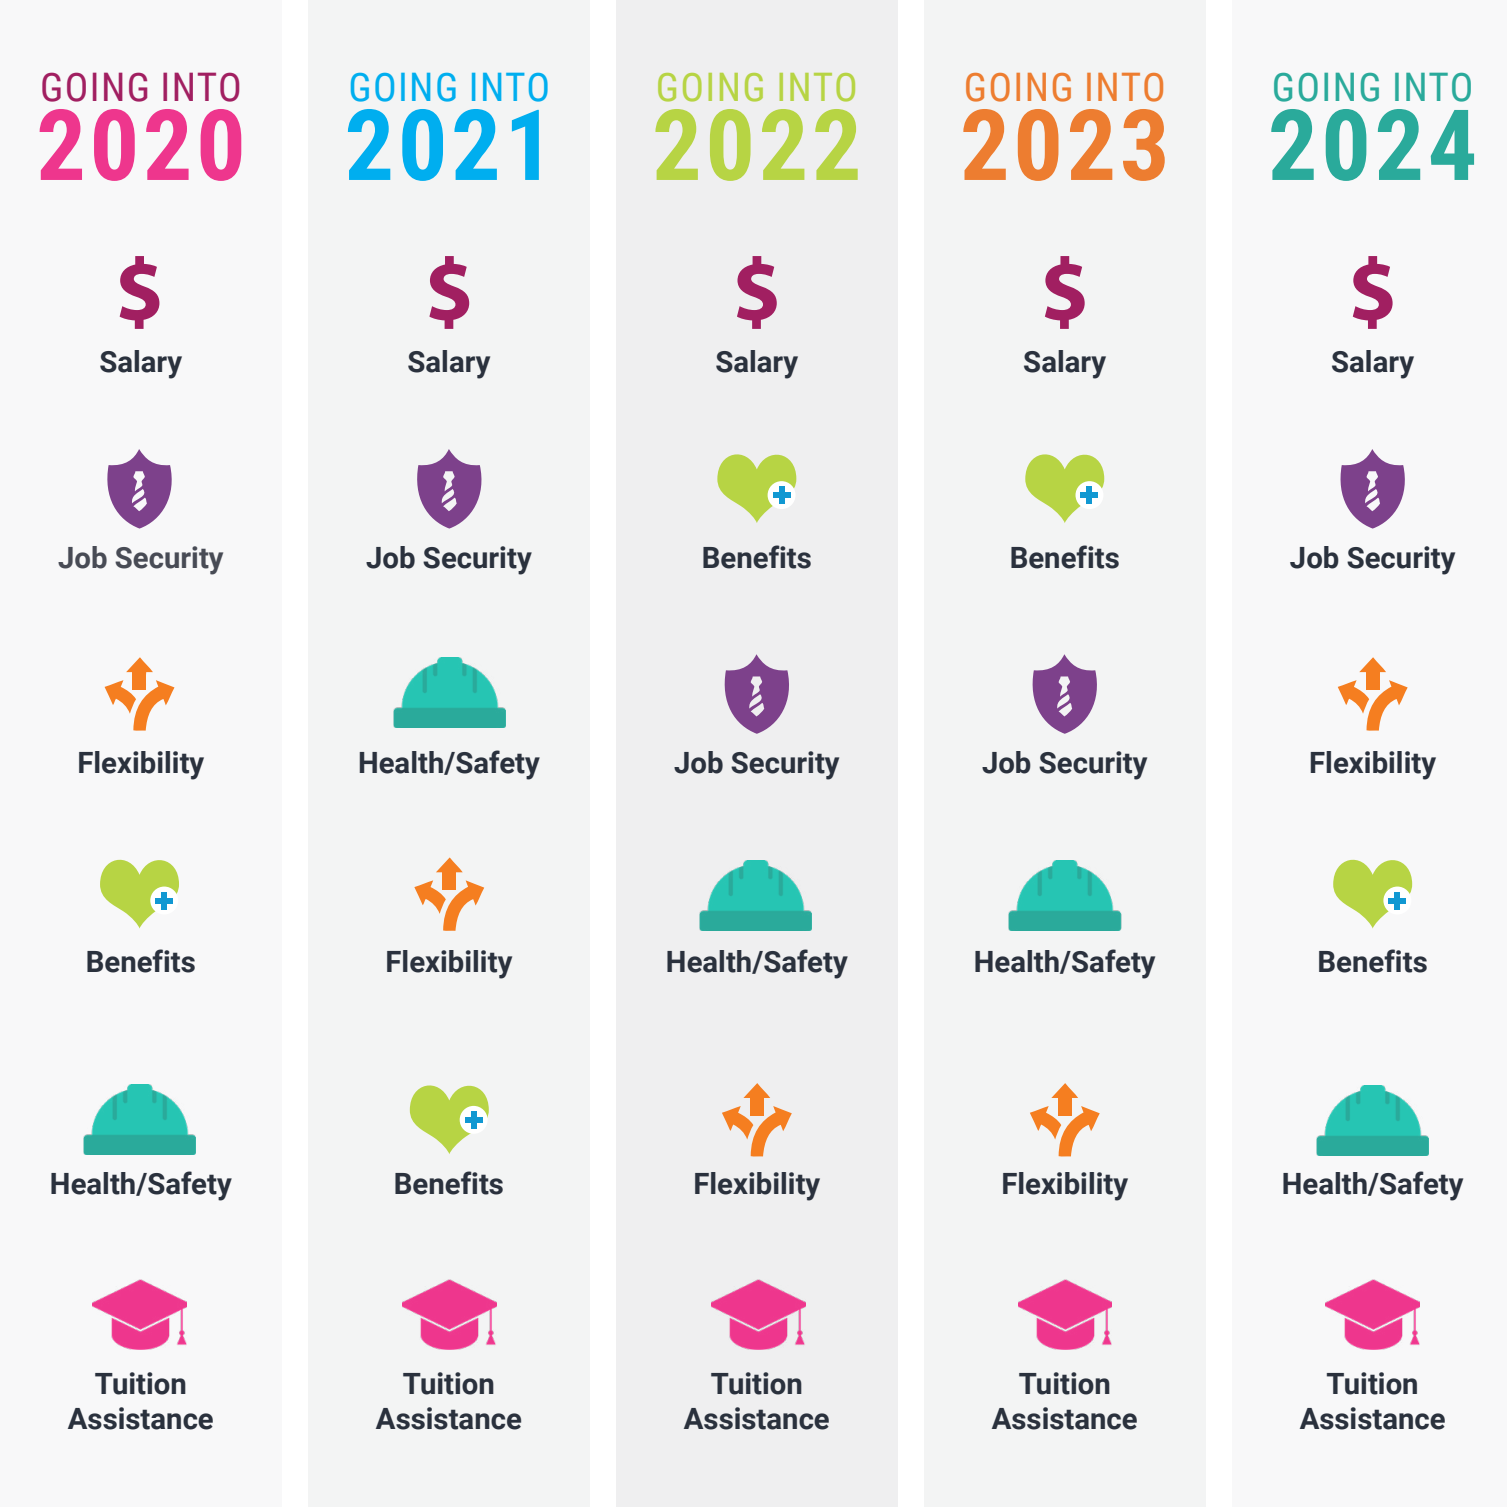 GOING INTO
2020
Salary
Job Security
Flexibility
Benefits
Health/Safety
Tuition
Assistance
GOING INTO
2021
Salary
Job Security
Health/Safety
Flexibility
Benefits
Tuition
Assistance
GOING INTO
2022
Salary
Benefits
Job Security
Health/Safety
Flexibility
Tuition
Assistance
GOING INTO
2023
Salary
Benefits
Job Security
Health/Safety
Flexibility
Tuition
Assistance
GOING INTO
2024
Salary
Job Security
Flexibility
Benefits
Health/Safety
Tuition
Assistance